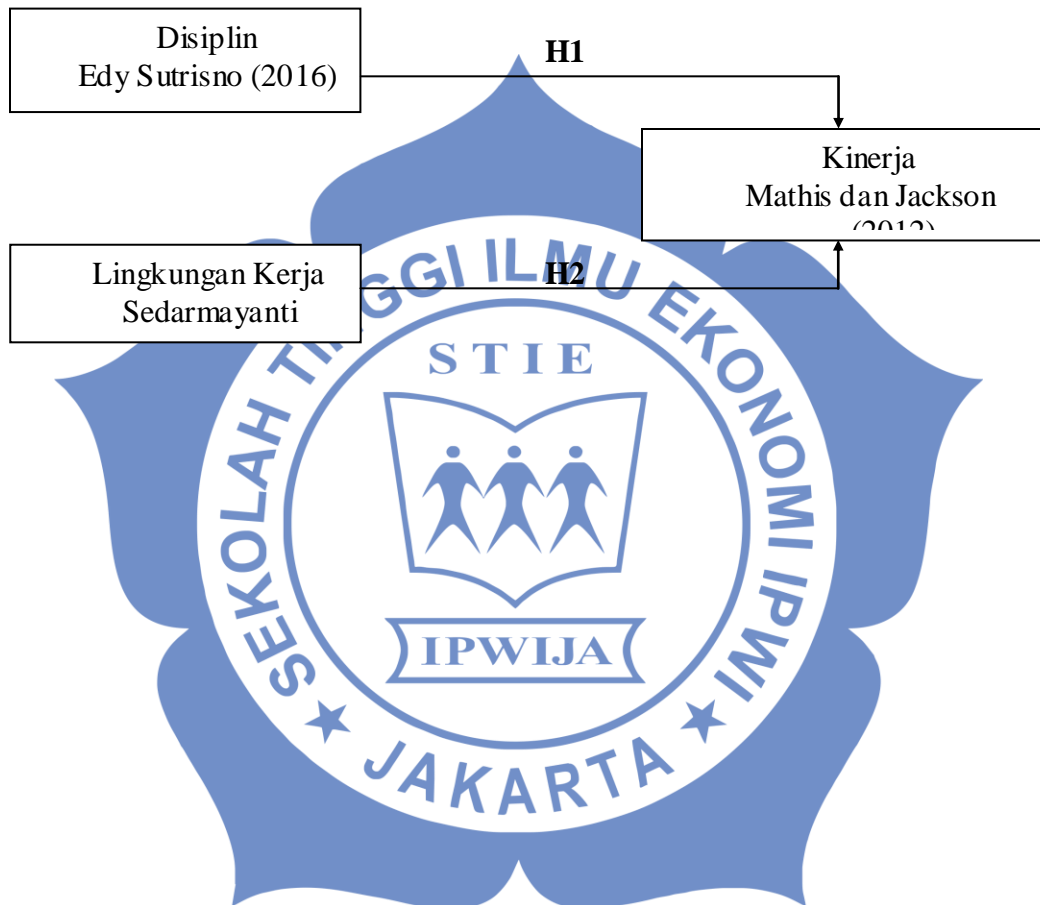 Disiplin
Edy Sutrisno (2016)
H1
Kinerja
Mathis dan Jackson
Lingkungan Kerja
Sedarmayanti
H2
SEKOLAH TINGGI ILMU EKONOMI IPWI
STIE
IPWIJA
JAKARTA